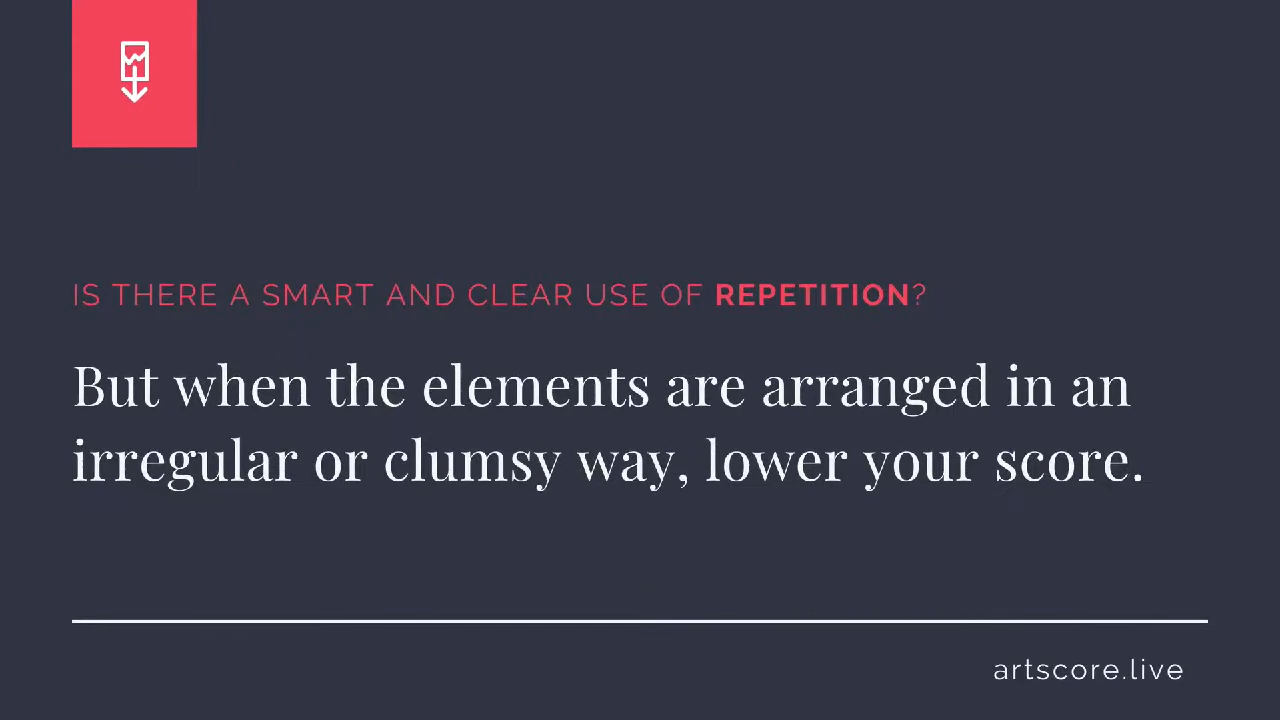 IS THERE A SMART AND CLEAR USE OF REPETITION?
But when the elements are arranged in an
irregular or clumsy way, lower your score.
artscore.live